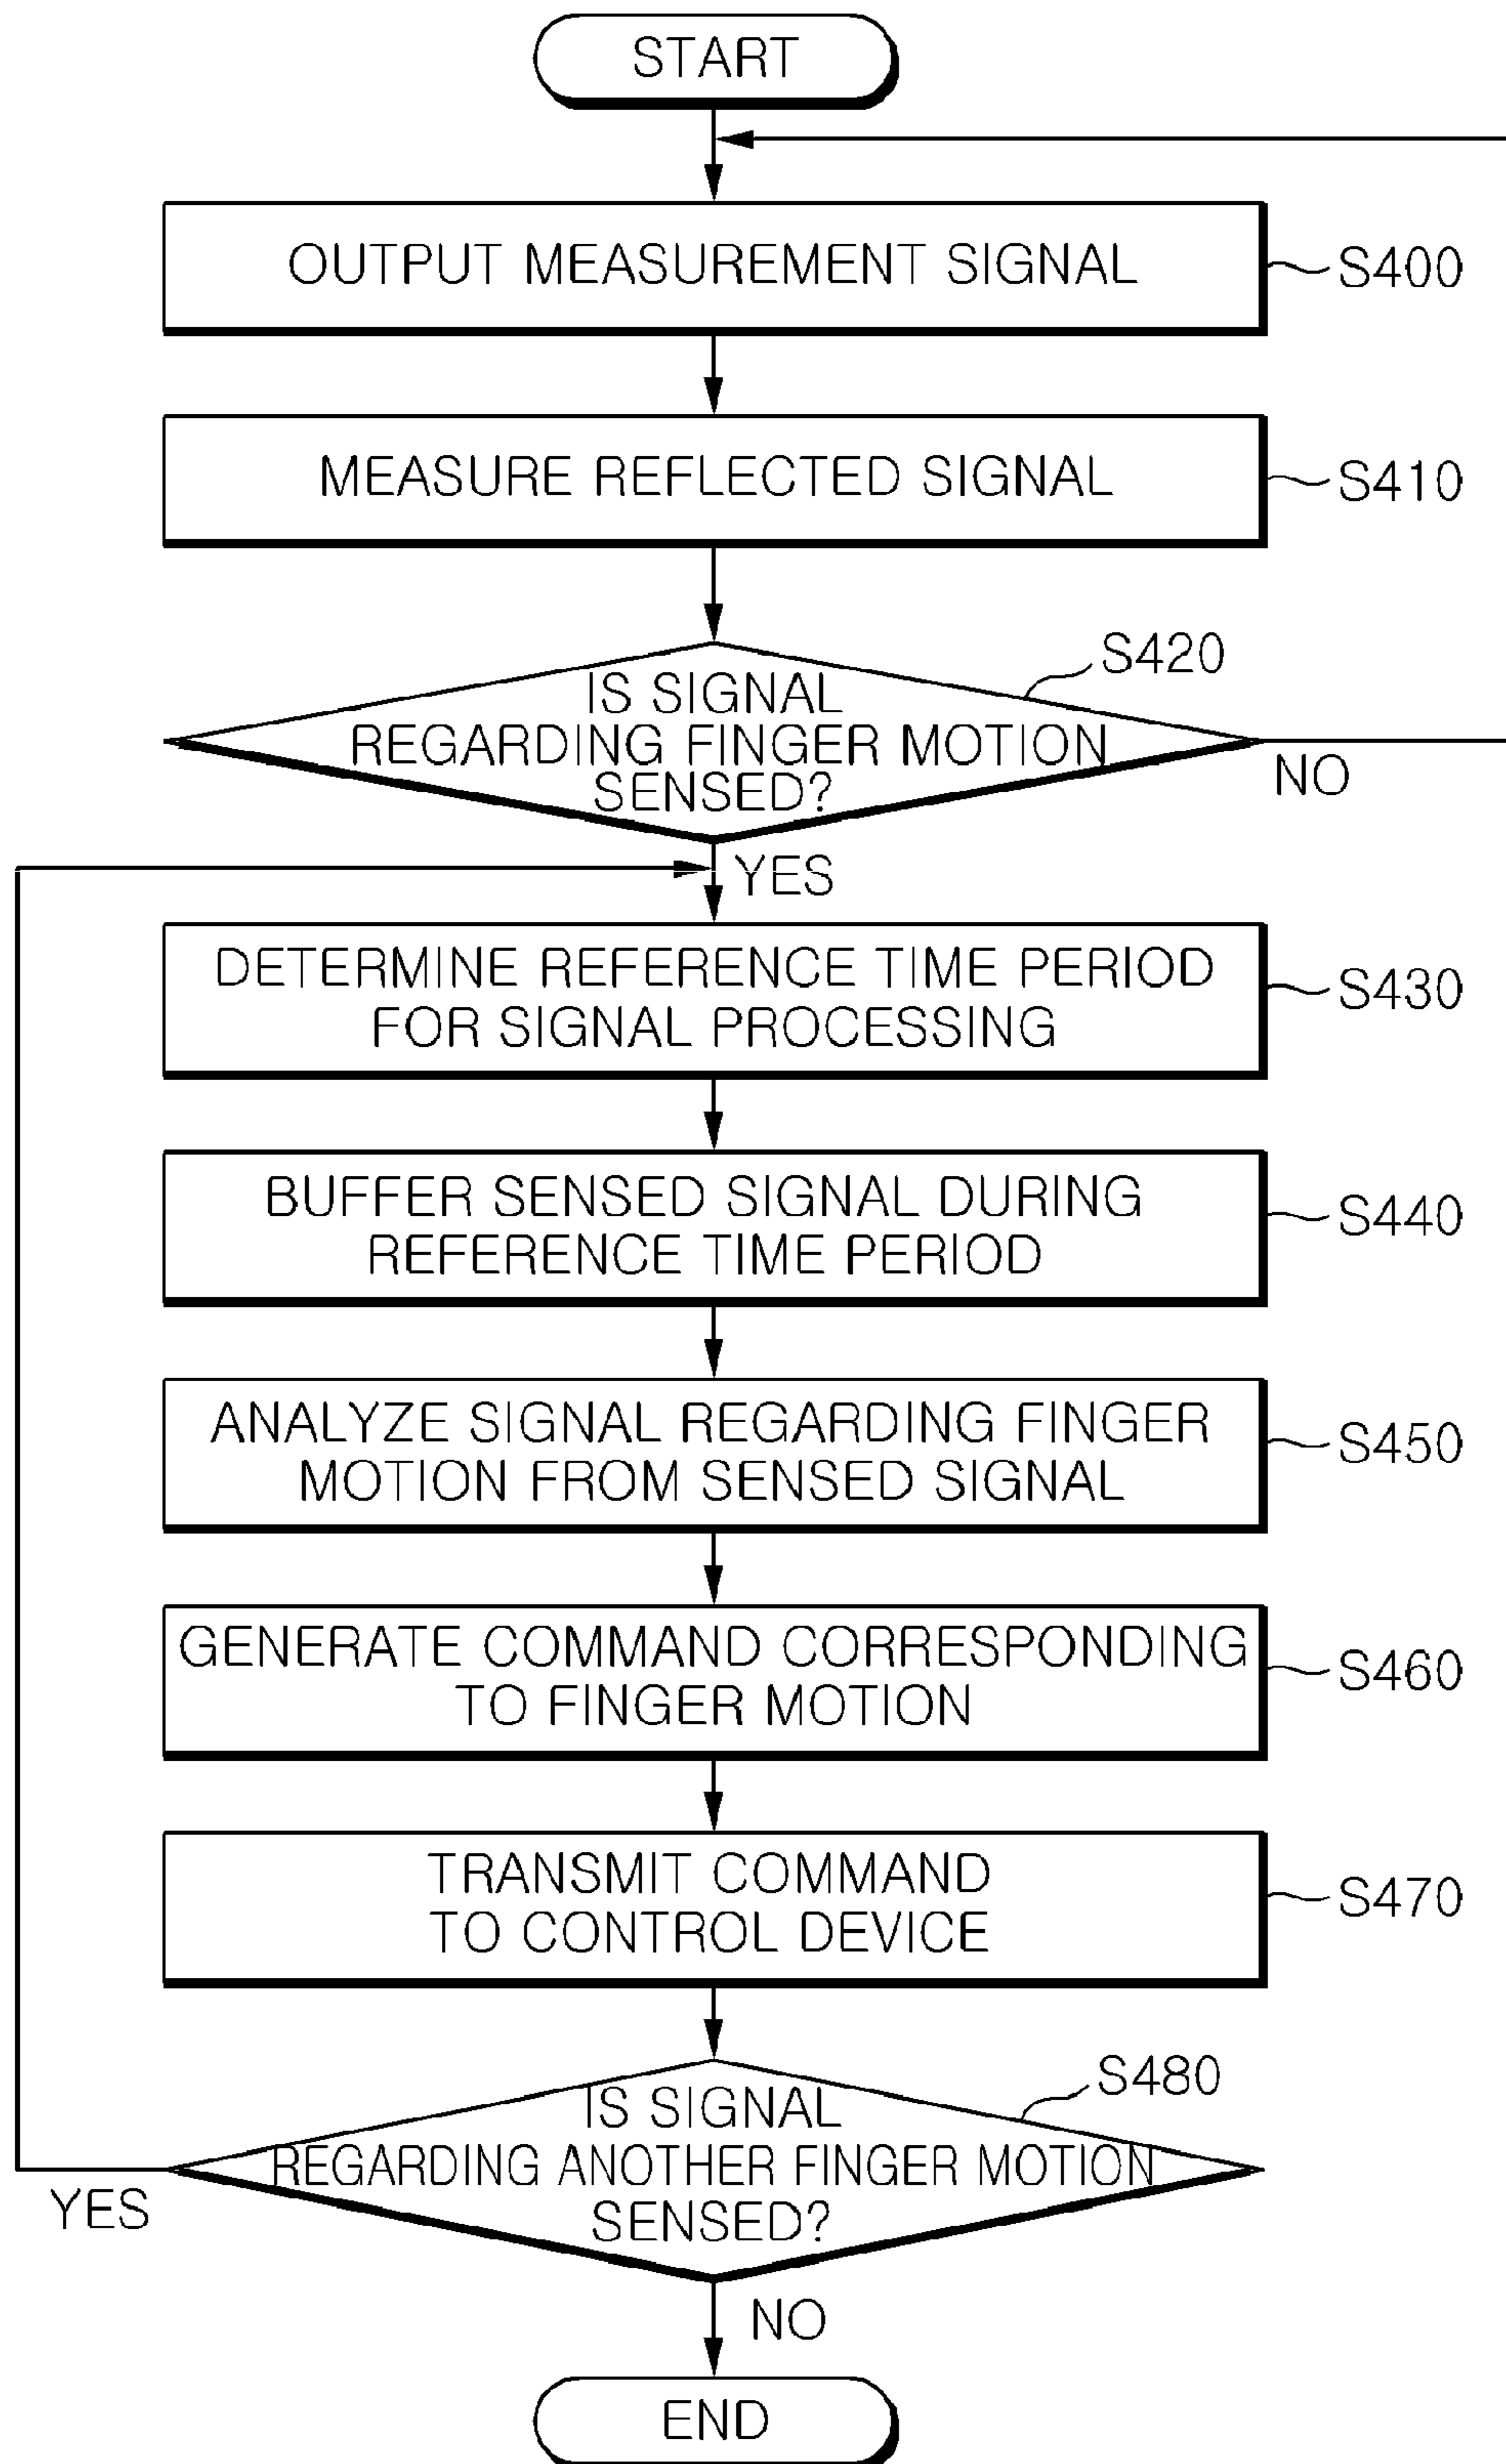 START
OUTPUT MEASUREMENT SIGNAL
S400
MEASURE REFLECTED SIGNAL
S410
S420
IS SIGNAL
REGARDING FINGER MOTION
SENSED?
NO
YES
DETERMINE REFERENCE TIME PERIOD
FOR SIGNAL PROCESSING
S430
BUFFER SENSED SIGNAL DURING
REFERENCE TIME PERIOD
S440
ANALYZE SIGNAL REGARDING FINGER
MOTION FROM SENSED SIGNAL
S450
GENERATE COMMAND CORRESPONDING
TO FINGER MOTION
S460
TRANSMIT COMMAND
TO CONTROL DEVICE
S470
S480
IS SIGNAL
REGARDING ANOTHER FINGER MOTION
SENSED?
YES
NO
END